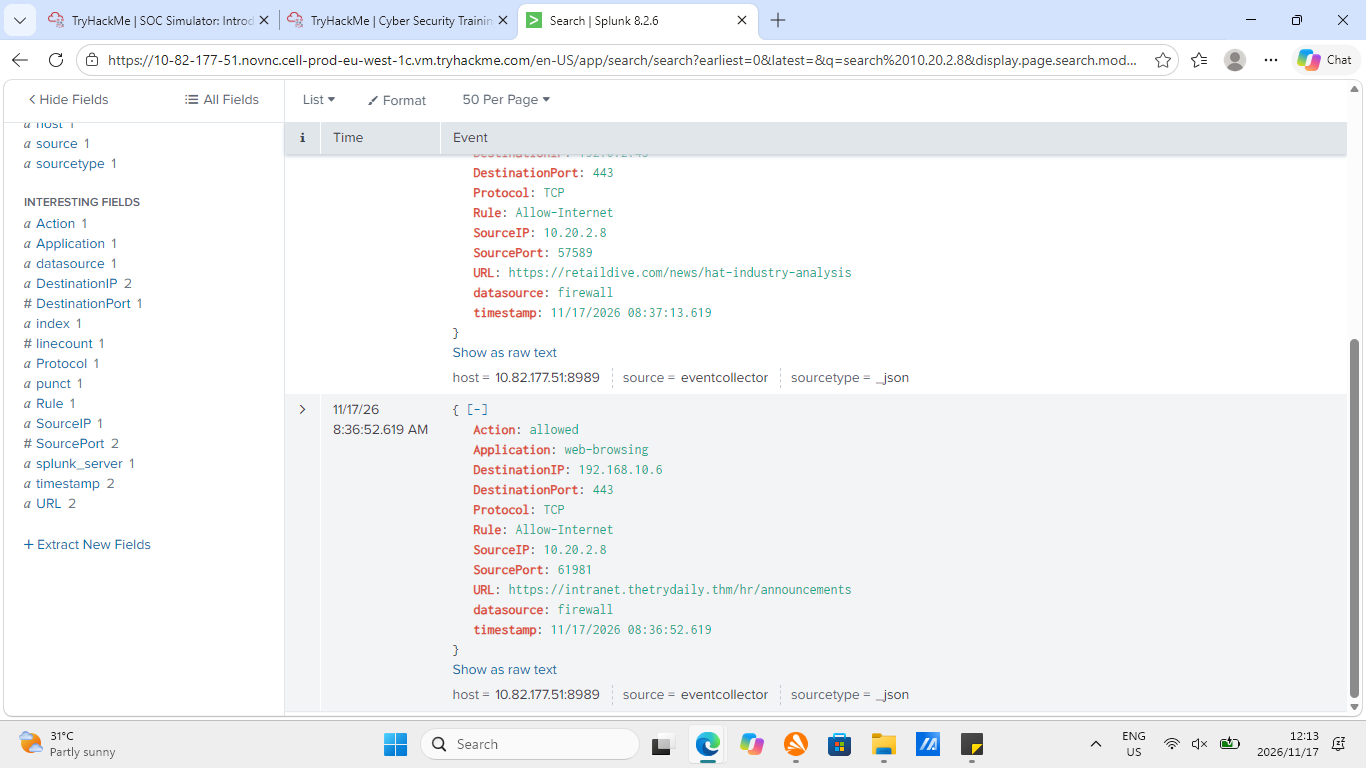 TryHackMe | SOC Simulator: Introd
TryHackMe | Cyber Security Trainin
Search | Splunk 8.2.6
https://10-82-177-51.novnc.cell-prod-eu-west-1c.vm.tryhackme.com/en-US/app/search/search?earliest=0&latest=&q=search%2010.20.2.8&display.page.search.mod...
Chat
Hide Fields
All Fields
List
Format
50 Per Page
a host 1
a source 1
a sourcetype 1
INTERESTING FIELDS
a Action 1
a Application 1
a datasource 1
a DestinationIP 2
# DestinationPort 1
a index 1
# linecount 1
a Protocol 1
a punct 1
a Rule 1
a SourceIP 1
# SourcePort 2
a splunk_server 1
a timestamp 2
a URL 2
+ Extract New Fields
i Time Event
DestinationPort: 443
Protocol: TCP
Rule: Allow-Internet
SourceIP: 10.20.2.8
SourcePort: 57589
URL: https://retaildive.com/news/hat-industry-analysis
datasource: firewall
timestamp: 11/17/2026 08:37:13.619
}
Show as raw text
host = 10.82.177.51:8989 source = eventcollector sourcetype = _json
11/17/26
8:36:52.619 AM
{ [-]
Action: allowed
Application: web-browsing
DestinationIP: 192.168.10.6
DestinationPort: 443
Protocol: TCP
Rule: Allow-Internet
SourceIP: 10.20.2.8
SourcePort: 61981
URL: https://intranet.thetrydaily.thm/hr/announcements
datasource: firewall
timestamp: 11/17/2026 08:36:52.619
}
Show as raw text
host = 10.82.177.51:8989 source = eventcollector sourcetype = _json
31°C
Partly sunny
Search
ENG
US
12:13
2026/11/17